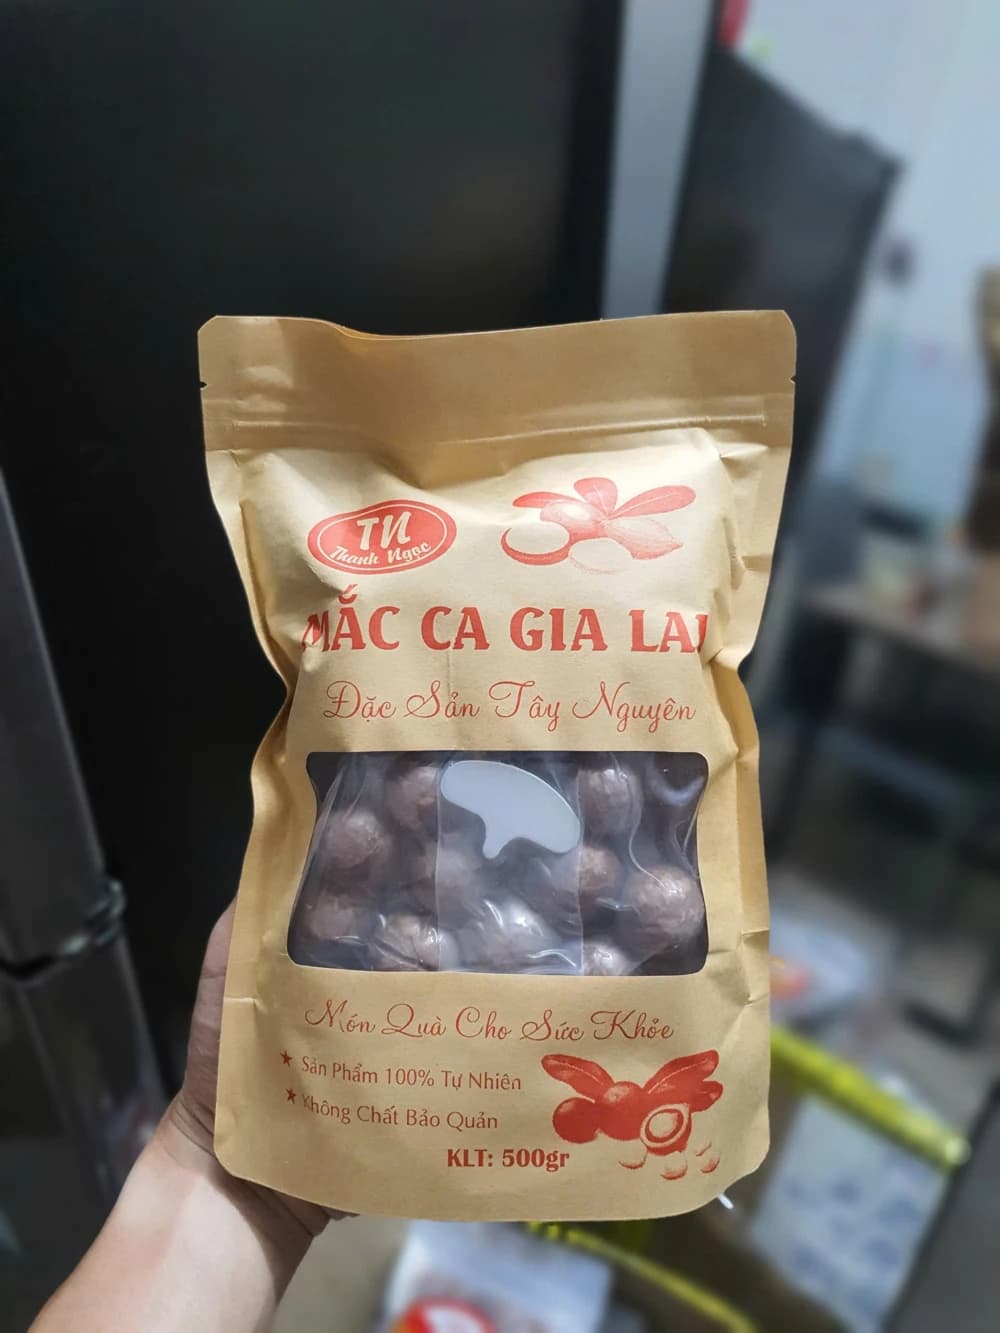 TN
Thanh Ngọc
MẮC CA GIA LAI
Đặc Sản Tây Nguyên
Món Quà Cho Sức Khỏe
★ Sản Phẩm 100% Tự Nhiên
★ Không Chất Bảo Quản
KLT: 500gr